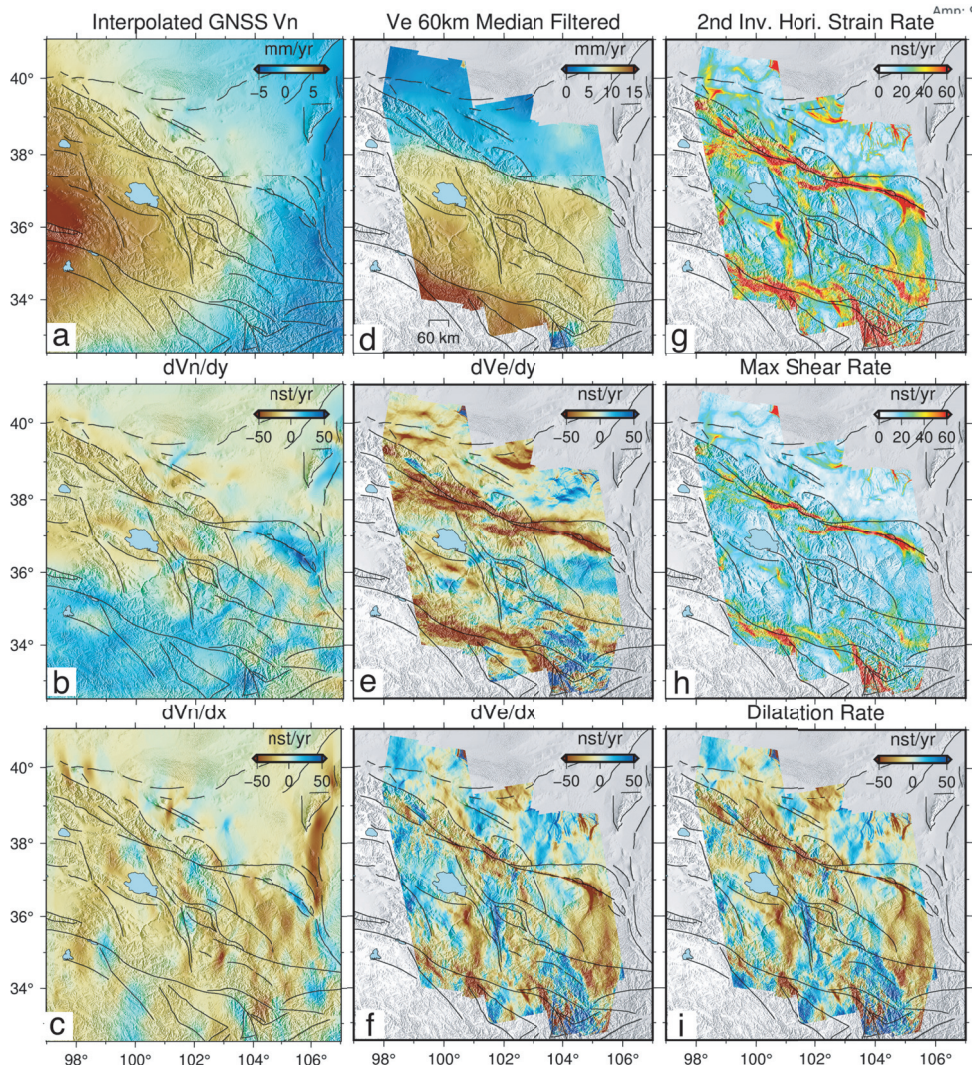 Amp:
Interpolated GNSS Vn
Ve 60km Median Filtered
2nd Inv. Hori. Strain Rate
mm/yr
−5 0 5
mm/yr
0 5 10 15
nst/yr
0 20 40 60
40°
38°
36°
34°
a
d
60 km
g
dVn/dy
dVe/dy
Max Shear Rate
nst/yr
−50 0 50
nst/yr
−50 0 50
nst/yr
0 20 40 60
40°
38°
36°
34°
b
e
h
dVn/dx
dVe/dx
Dilatation Rate
nst/yr
−50 0 50
nst/yr
−50 0 50
nst/yr
−50 0 50
40°
38°
36°
34°
c
f
i
98° 100° 102° 104° 106°
98° 100° 102° 104° 106°
98° 100° 102° 104° 106°